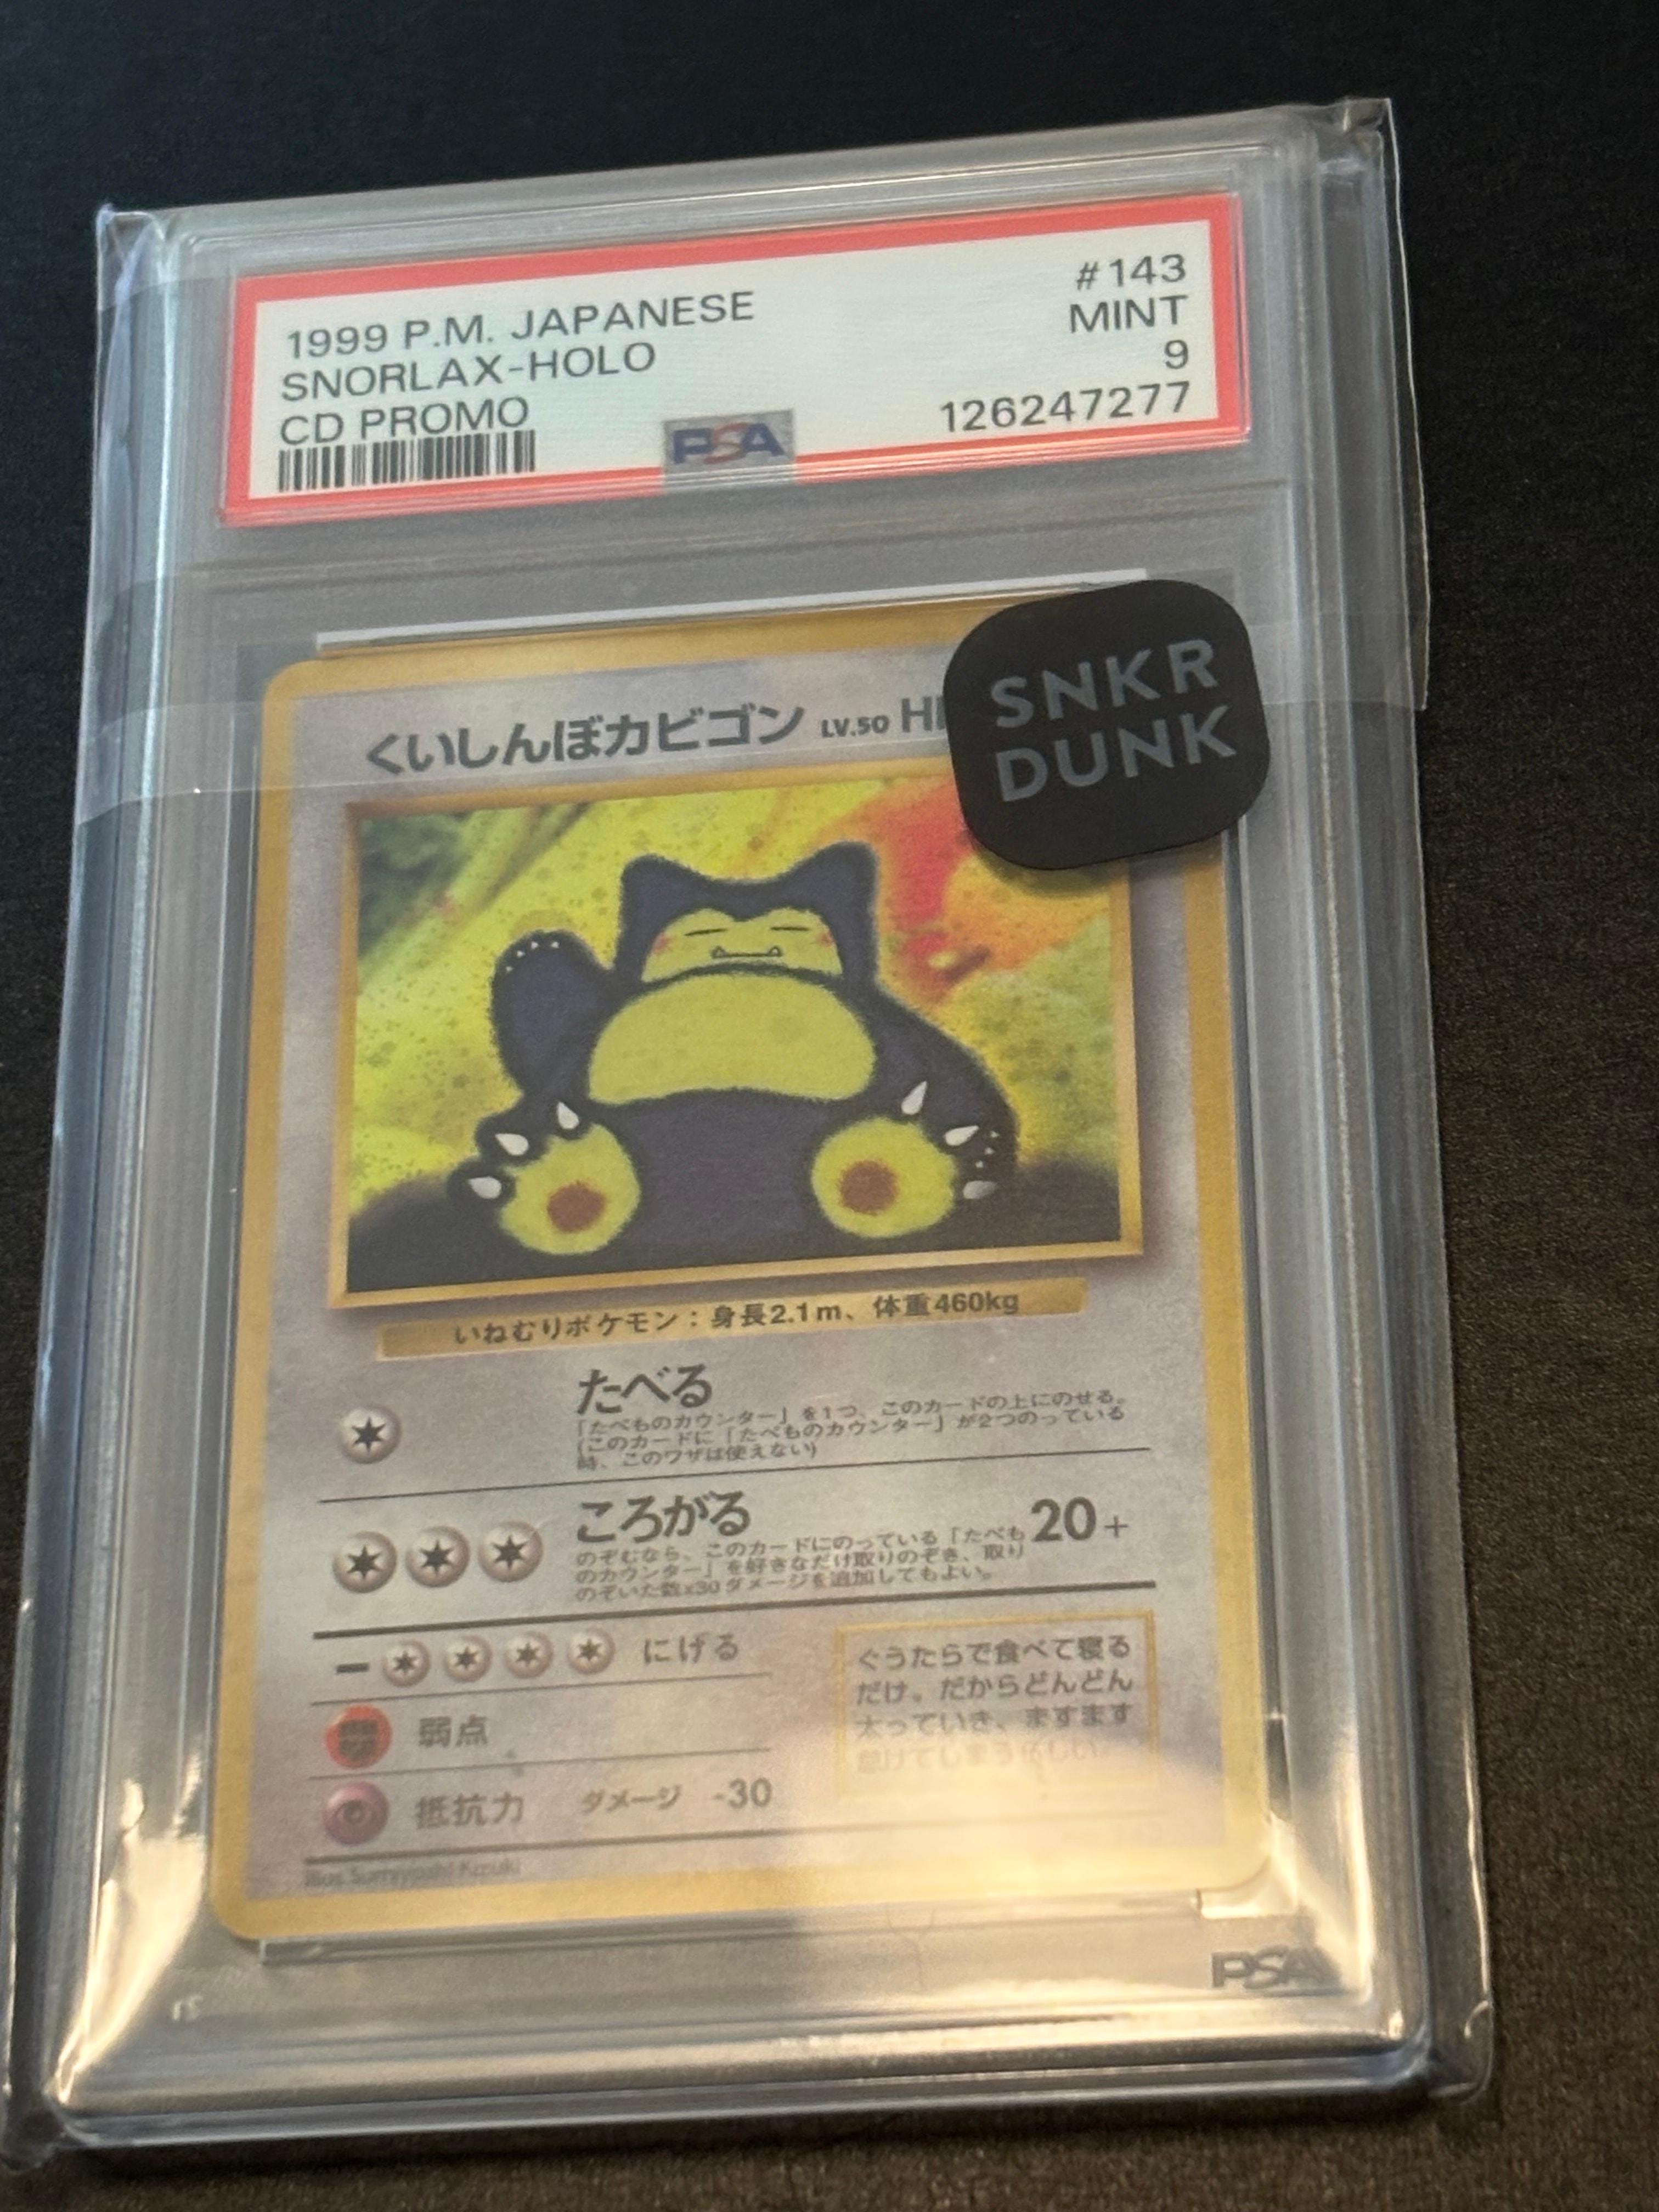 1999 P.M. JAPANESE
#143
SNORLAX-HOLO
MINT
CD PROMO
9
PSA
126247277
SNKR
DUNK
くいしんぼカビゴン LV.50
いねむりポケモン：身長2.1m、体重460kg
たべる
「たべものカウンター」を1つ、このカードの上にのせる。
(このカードに「たべものカウンター」が2つのっている
時、このワザは使えない)
ころがる 20+
のぞむなら、このカードにのっている「たべも
のカウンター」を好きなだけ取りのぞき、取り
のぞいた数x30ダメージを追加してもよい。
− にげる
弱点
抵抗力 ダメージ -30
ぐうたらで食べて寝る
だけ。だからどんどん
太っていき、ますます
怠けてしまうらしい。
PSA